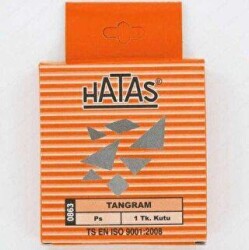 HATAS®
0863
TANGRAM
Ps 1 Tk. Kutu
TS EN ISO 9001:2008